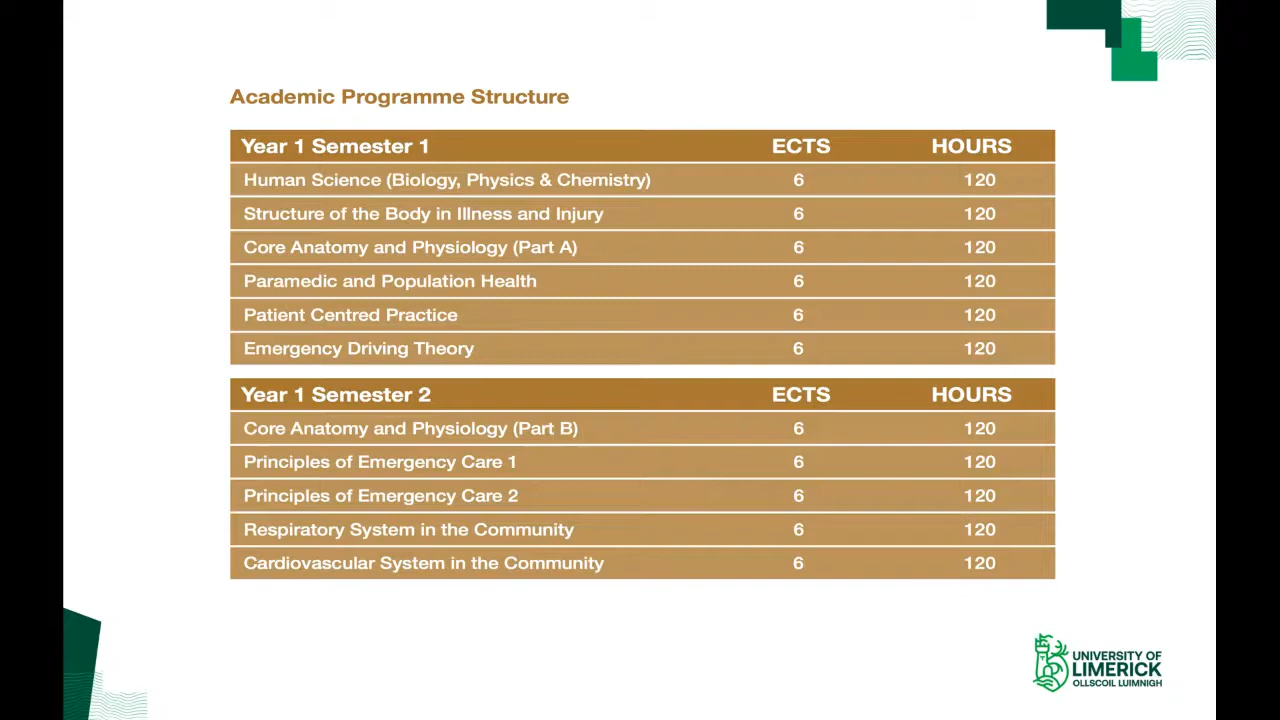 Academic Programme Structure
Year 1 Semester 1 ECTS HOURS
Human Science (Biology, Physics & Chemistry) 6 120
Structure of the Body in Illness and Injury 6 120
Core Anatomy and Physiology (Part A) 6 120
Paramedic and Population Health 6 120
Patient Centred Practice 6 120
Emergency Driving Theory 6 120
Year 1 Semester 2 ECTS HOURS
Core Anatomy and Physiology (Part B) 6 120
Principles of Emergency Care 1 6 120
Principles of Emergency Care 2 6 120
Respiratory System in the Community 6 120
Cardiovascular System in the Community 6 120
UNIVERSITY OF
LIMERICK
OLLSCOIL LUIMNIGH